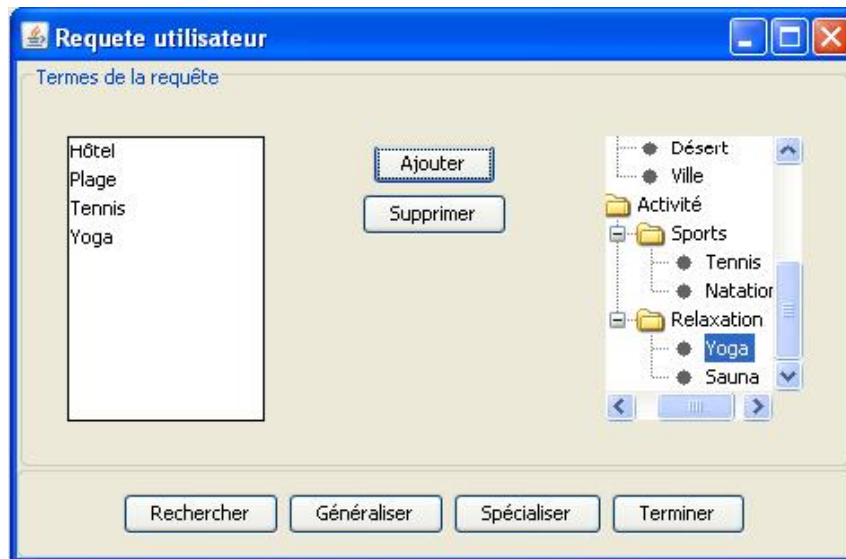 Requete utilisateur
Termes de la requête
Hôtel
Plage
Tennis
Yoga
Ajouter
Supprimer
Désert
Ville
Activité
Sports
Tennis
Natation
Relaxation
Yoga
Sauna
Rechercher
Généraliser
Spécialiser
Terminer